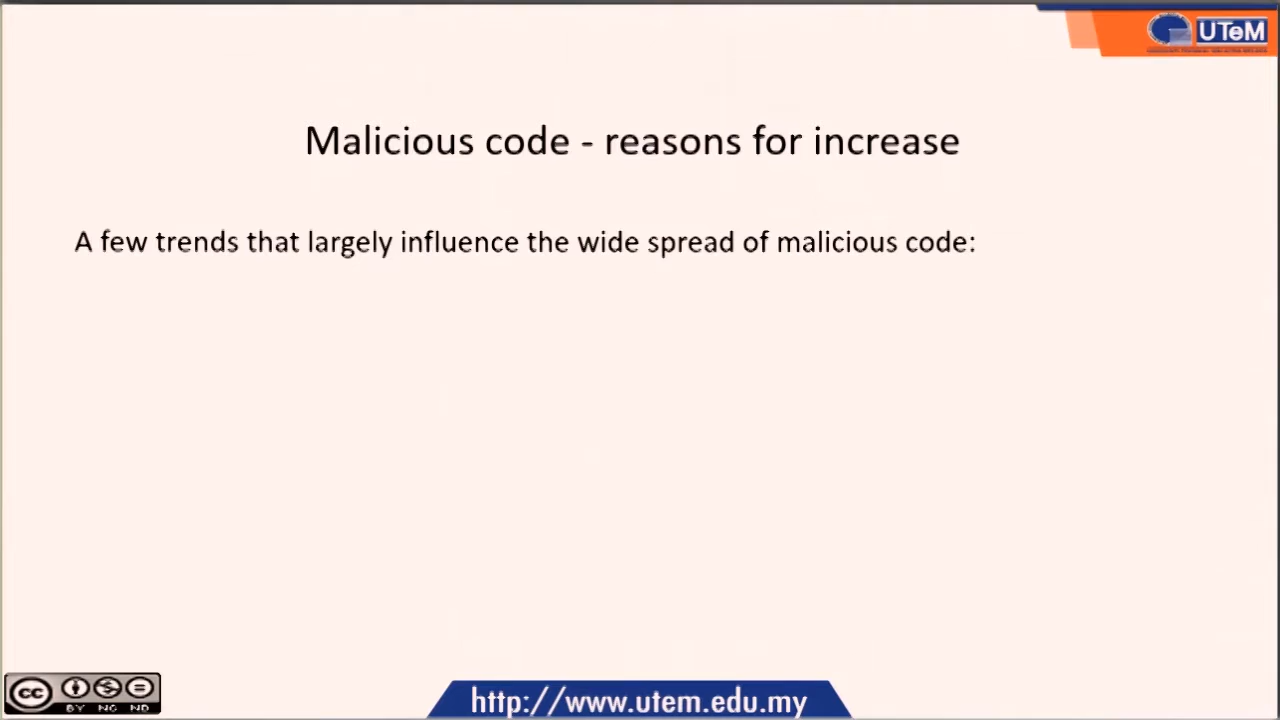 UTeM
Malicious code - reasons for increase
A few trends that largely influence the wide spread of malicious code:
cc
BY NC ND
http://www.utem.edu.my